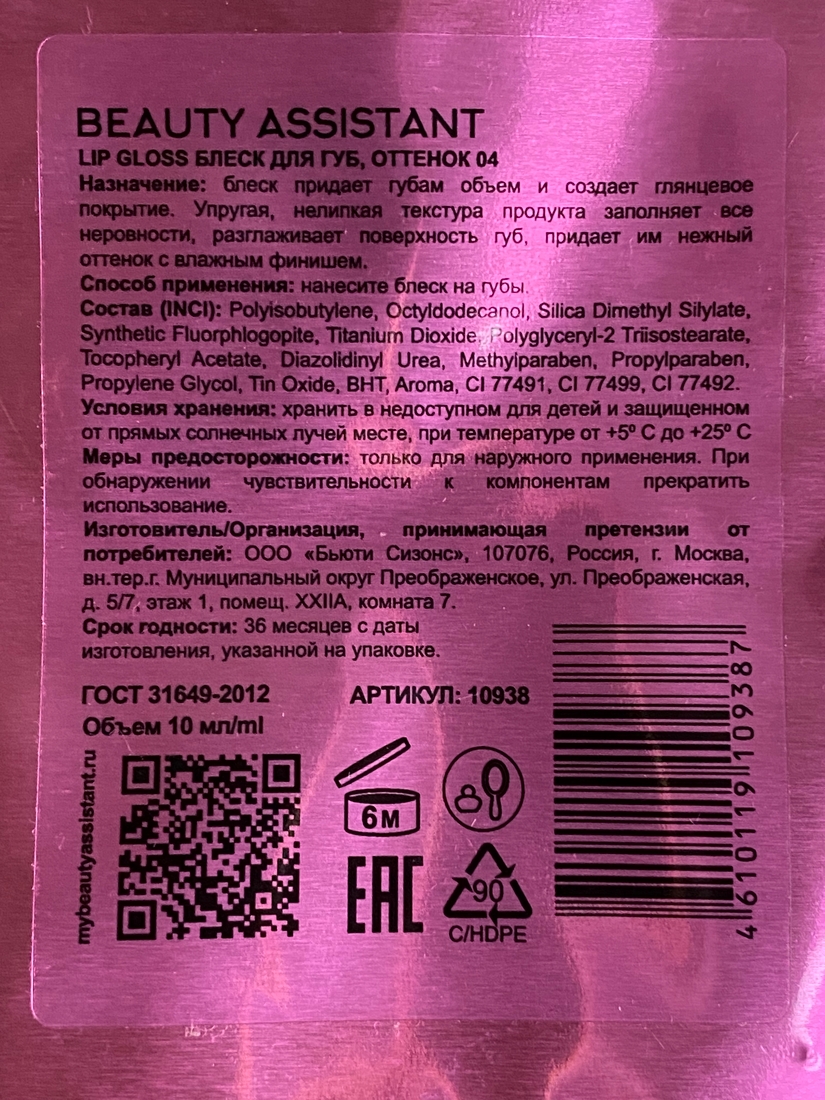 BEAUTY ASSISTANT
LIP GLOSS БЛЕСК ДЛЯ ГУБ, ОТТЕНОК 04
Назначение: блеск придает губам объем и создает глянцевое
покрытие. Упругая, нелипкая текстура продукта заполняет все
неровности, разглаживает поверхность губ, придает им нежный
оттенок с влажным финишем.
Способ применения: нанесите блеск на губы.
Состав (INCI): Polyisobutylene, Octyldodecanol, Silica Dimethyl Silylate,
Synthetic Fluorphlogopite, Titanium Dioxide, Polyglyceryl-2 Triisostearate,
Tocopheryl Acetate, Diazolidinyl Urea, Methylparaben, Propylparaben,
Propylene Glycol, Tin Oxide, BHT, Aroma, CI 77491, CI 77499, CI 77492.
Условия хранения: хранить в недоступном для детей и защищенном
от прямых солнечных лучей месте, при температуре от +5º С до +25º С
Меры предосторожности: только для наружного применения. При
обнаружении чувствительности к компонентам прекратить
использование.
Изготовитель/Организация, принимающая претензии от
потребителей: ООО «Бьюти Сизонс», 107076, Россия, г. Москва,
вн.тер.г. Муниципальный округ Преображенское, ул. Преображенская,
д. 5/7, этаж 1, помещ. XXIIА, комната 7.
Срок годности: 36 месяцев с даты
изготовления, указанной на упаковке.
ГОСТ 31649-2012
АРТИКУЛ: 10938
Объем 10 мл/ml
mybeautyassistant.ru
6М
EAC
90
C/HDPE
4 610119 109387